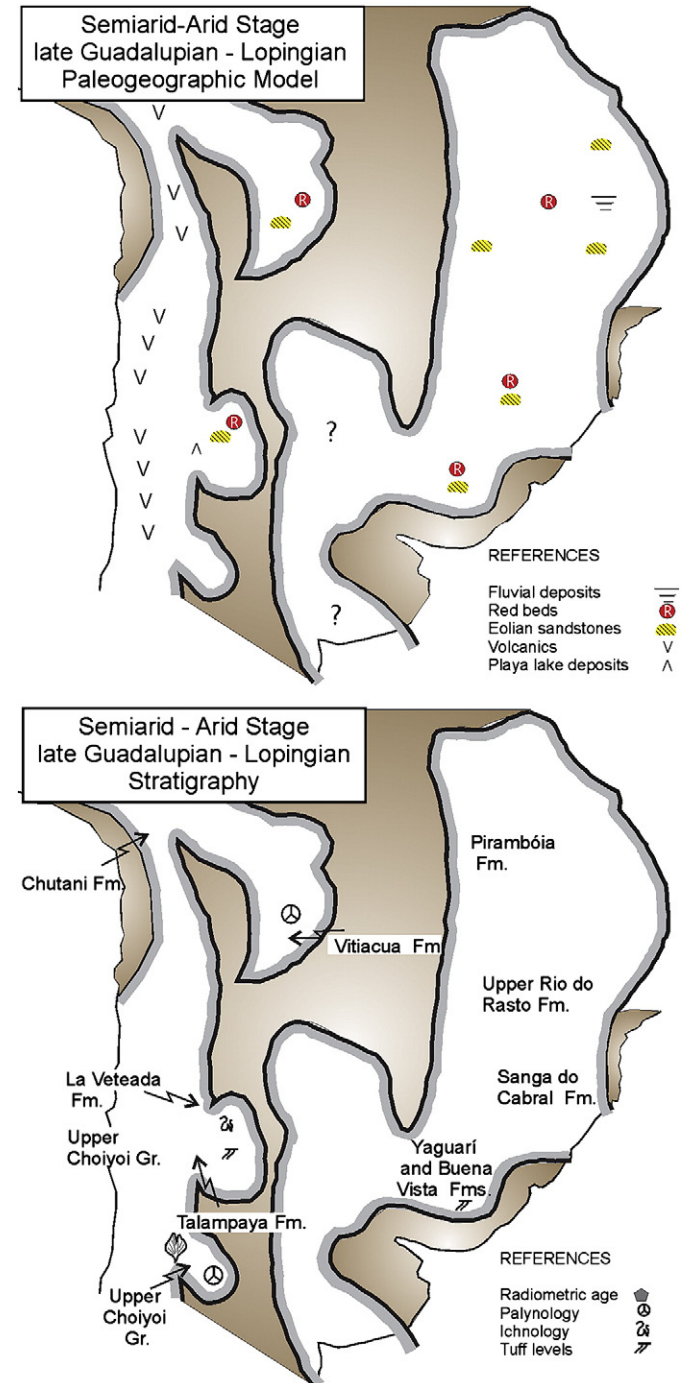 Semiarid-Arid Stage
late Guadalupian - Lopingian
Paleogeographic Model
V
V
V
R
R
V
V
V
R
V
R
?
V
Λ
V
R
V
V
?
REFERENCES
Fluvial deposits
Red beds R
Eolian sandstones
Volcanics V
Playa lake deposits Λ
Semiarid - Arid Stage
late Guadalupian - Lopingian
Stratigraphy
Pirambóia
Fm.
Chutani Fm.
Vitiacua Fm
Upper Rio do
Rasto Fm.
La Veteada
Fm.
Sanga do
Cabral Fm.
Upper
Choiyoi Gr.
Yaguarí
and Buena
Vista Fms.
Talampaya Fm.
Upper
Choiyoi
Gr.
REFERENCES
Radiometric age
Palynology
Ichnology
Tuff levels